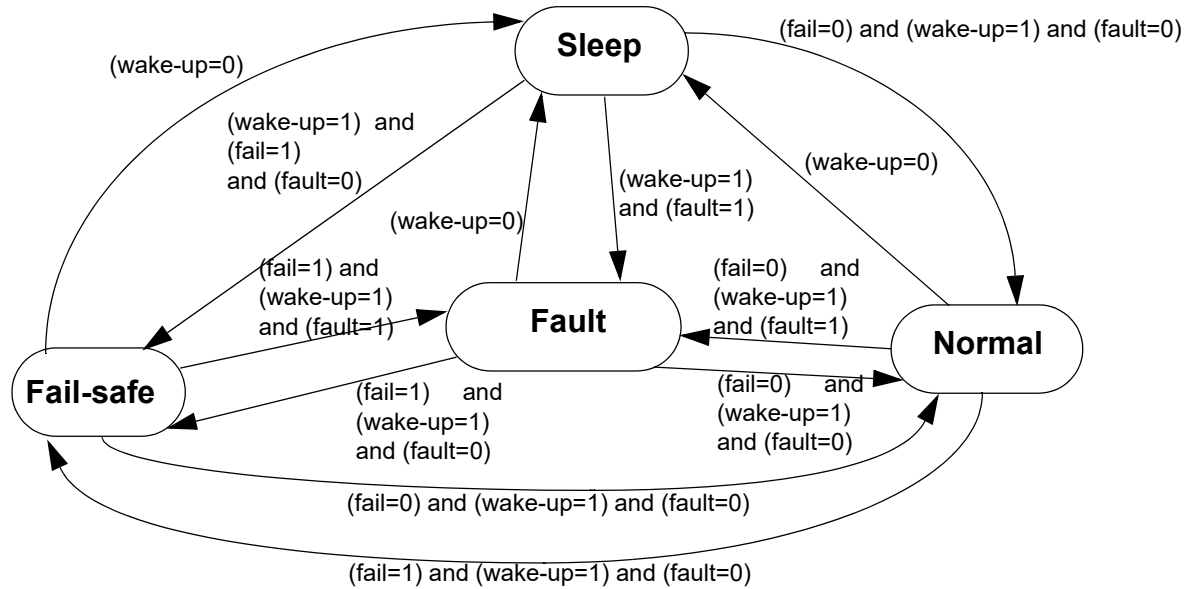 Sleep
(fail=0) and (wake-up=1) and (fault=0)
(wake-up=0)
(wake-up=1) and
(fail=1)
and (fault=0)
(wake-up=1)
and (fault=1)
(wake-up=0)
(wake-up=0)
(fail=1) and
(wake-up=1)
and (fault=1)
(fail=0) and
(wake-up=1)
and (fault=1)
Fault
Normal
Fail-safe
(fail=1) and
(wake-up=1)
and (fault=0)
(fail=0) and
(wake-up=1)
and (fault=0)
(fail=0) and (wake-up=1) and (fault=0)
(fail=1) and (wake-up=1) and (fault=0)